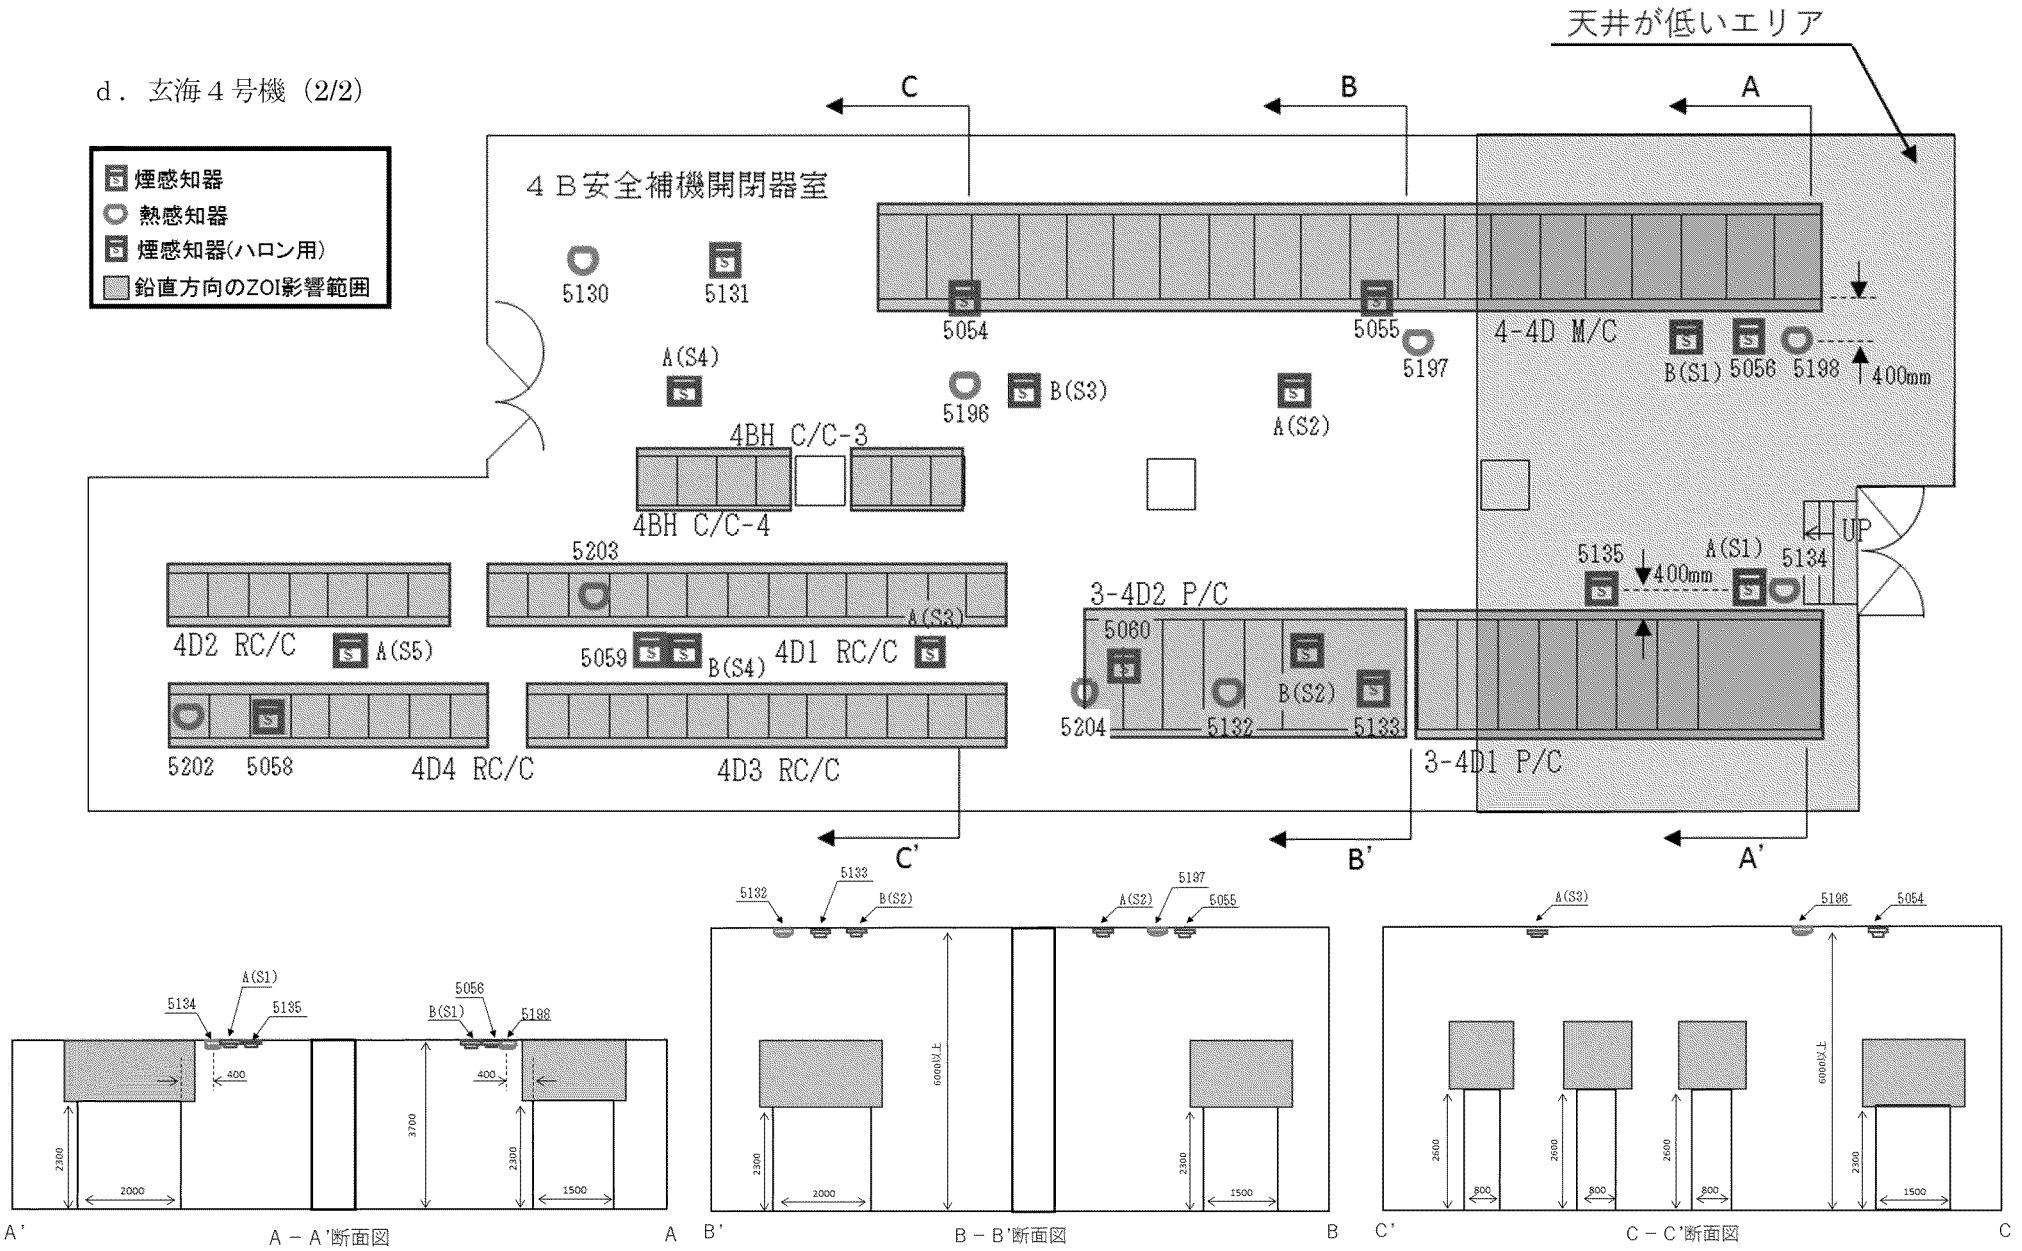 天井が低いエリア
d．玄海４号機（2/2）
C
B
A
S 煙感知器
熱感知器
S 煙感知器(ハロン用)
鉛直方向のZOI影響範囲
４Ｂ安全補機開閉器室
S
S
S
5130
5131
5054
5055
5197
4-4D M/C
S
S
B(S1)
5056
5198
400mm
A(S4)
S
5196
S
B(S3)
S
A(S2)
4BH C/C-3
4BH C/C-4
UP
5203
5135
A(S1)
5134
400mm
S
S
3-4D2 P/C
4D2 RC/C
S
A(S5)
5059
S
S
B(S4)
4D1 RC/C
A(S3)
S
5060
S
S
B(S2)
S
5204
5132
5133
S
5202
5058
4D4 RC/C
4D3 RC/C
3-4D1 P/C
C'
B'
A'
5134
A(S1)
5135
B(S1)
5056
5198
400
400
2300
2000
3700
2300
1500
A'
A－A'断面図
A
5132
5133
B(S2)
A(S2)
5197
5055
2300
2000
6000以上
2300
1500
B'
B－B'断面図
B
A(S3)
5196
5054
2600
800
2600
800
2600
800
6000以上
2300
1500
C'
C－C'断面図
C